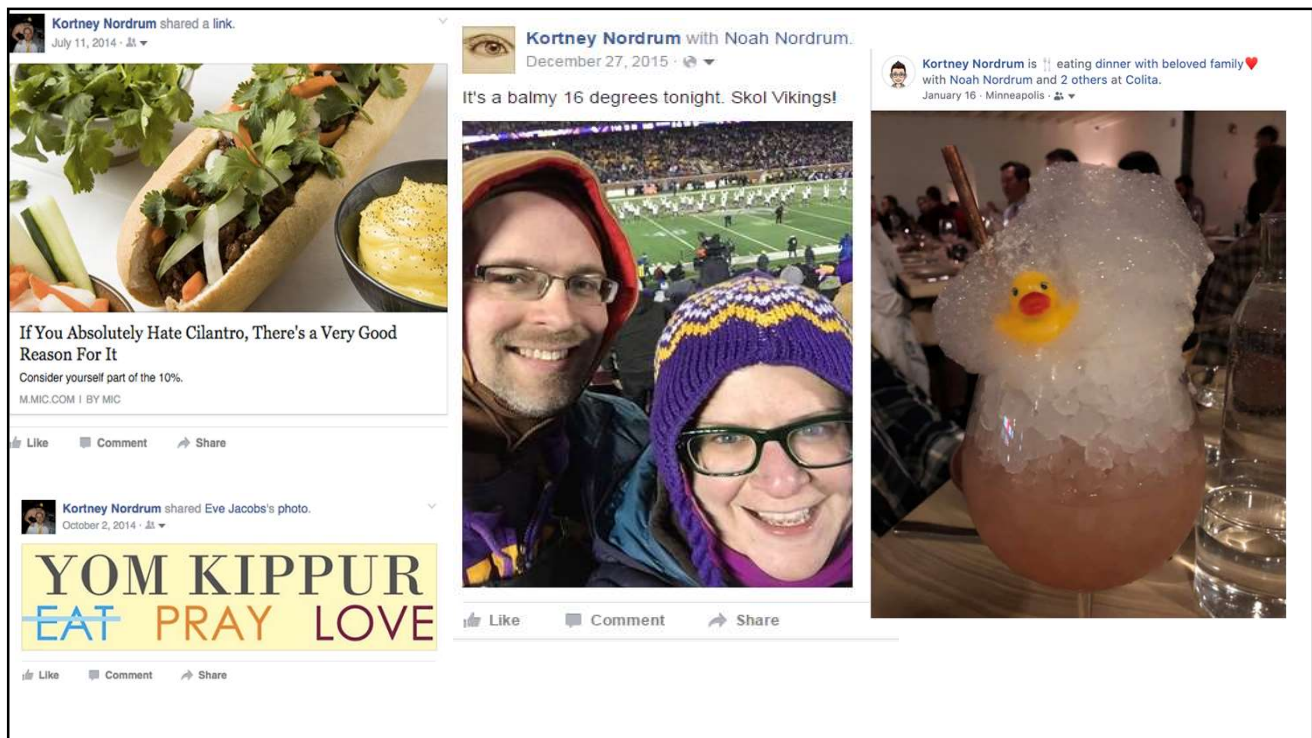 Kortney Nordrum shared a link.
July 11, 2014
If You Absolutely Hate Cilantro, There's a Very Good
Reason For It
Consider yourself part of the 10%.
M.MIC.COM | BY MIC
Like Comment Share
Kortney Nordrum shared Eve Jacobs's photo.
October 2, 2014
YOM KIPPUR
EAT PRAY LOVE
Like Comment Share
Kortney Nordrum with Noah Nordrum.
December 27, 2015
It's a balmy 16 degrees tonight. Skol Vikings!
Like Comment Share
Kortney Nordrum is eating dinner with beloved family
with Noah Nordrum and 2 others at Colita.
January 16 · Minneapolis